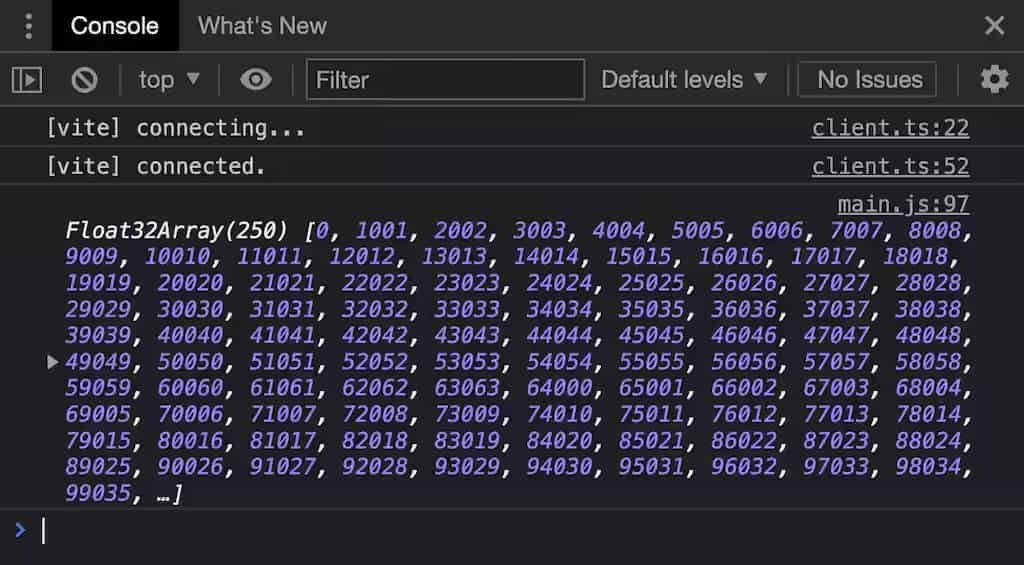 Console What's New
top Filter Default levels No Issues
[vite] connecting... client.ts:22
[vite] connected. client.ts:52
main.js:97
Float32Array(250) [0, 1001, 2002, 3003, 4004, 5005, 6006, 7007, 8008,
9009, 10010, 11011, 12012, 13013, 14014, 15015, 16016, 17017, 18018,
19019, 20020, 21021, 22022, 23023, 24024, 25025, 26026, 27027, 28028,
29029, 30030, 31031, 32032, 33033, 34034, 35035, 36036, 37037, 38038,
39039, 40040, 41041, 42042, 43043, 44044, 45045, 46046, 47047, 48048,
49049, 50050, 51051, 52052, 53053, 54054, 55055, 56056, 57057, 58058,
59059, 60060, 61061, 62062, 63063, 64000, 65001, 66002, 67003, 68004,
69005, 70006, 71007, 72008, 73009, 74010, 75011, 76012, 77013, 78014,
79015, 80016, 81017, 82018, 83019, 84020, 85021, 86022, 87023, 88024,
89025, 90026, 91027, 92028, 93029, 94030, 95031, 96032, 97033, 98034,
99035, …]